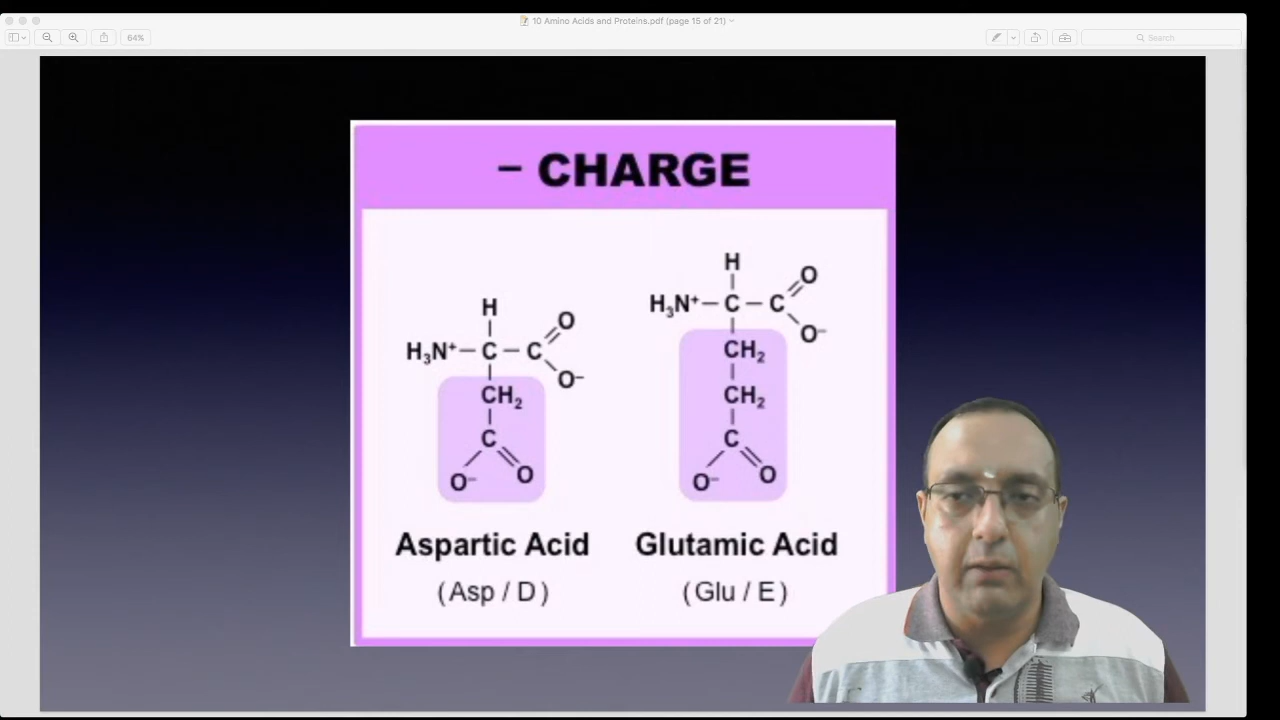 10 Amino Acids and Proteins.pdf (page 15 of 21)
64%
Search
– CHARGE
H
H₃N⁺ – C – C
O
O⁻
CH₂
C
O⁻
O
Aspartic Acid
(Asp / D)
H
H₃N⁺ – C – C
O
O⁻
CH₂
CH₂
C
O⁻
O
Glutamic Acid
(Glu / E)